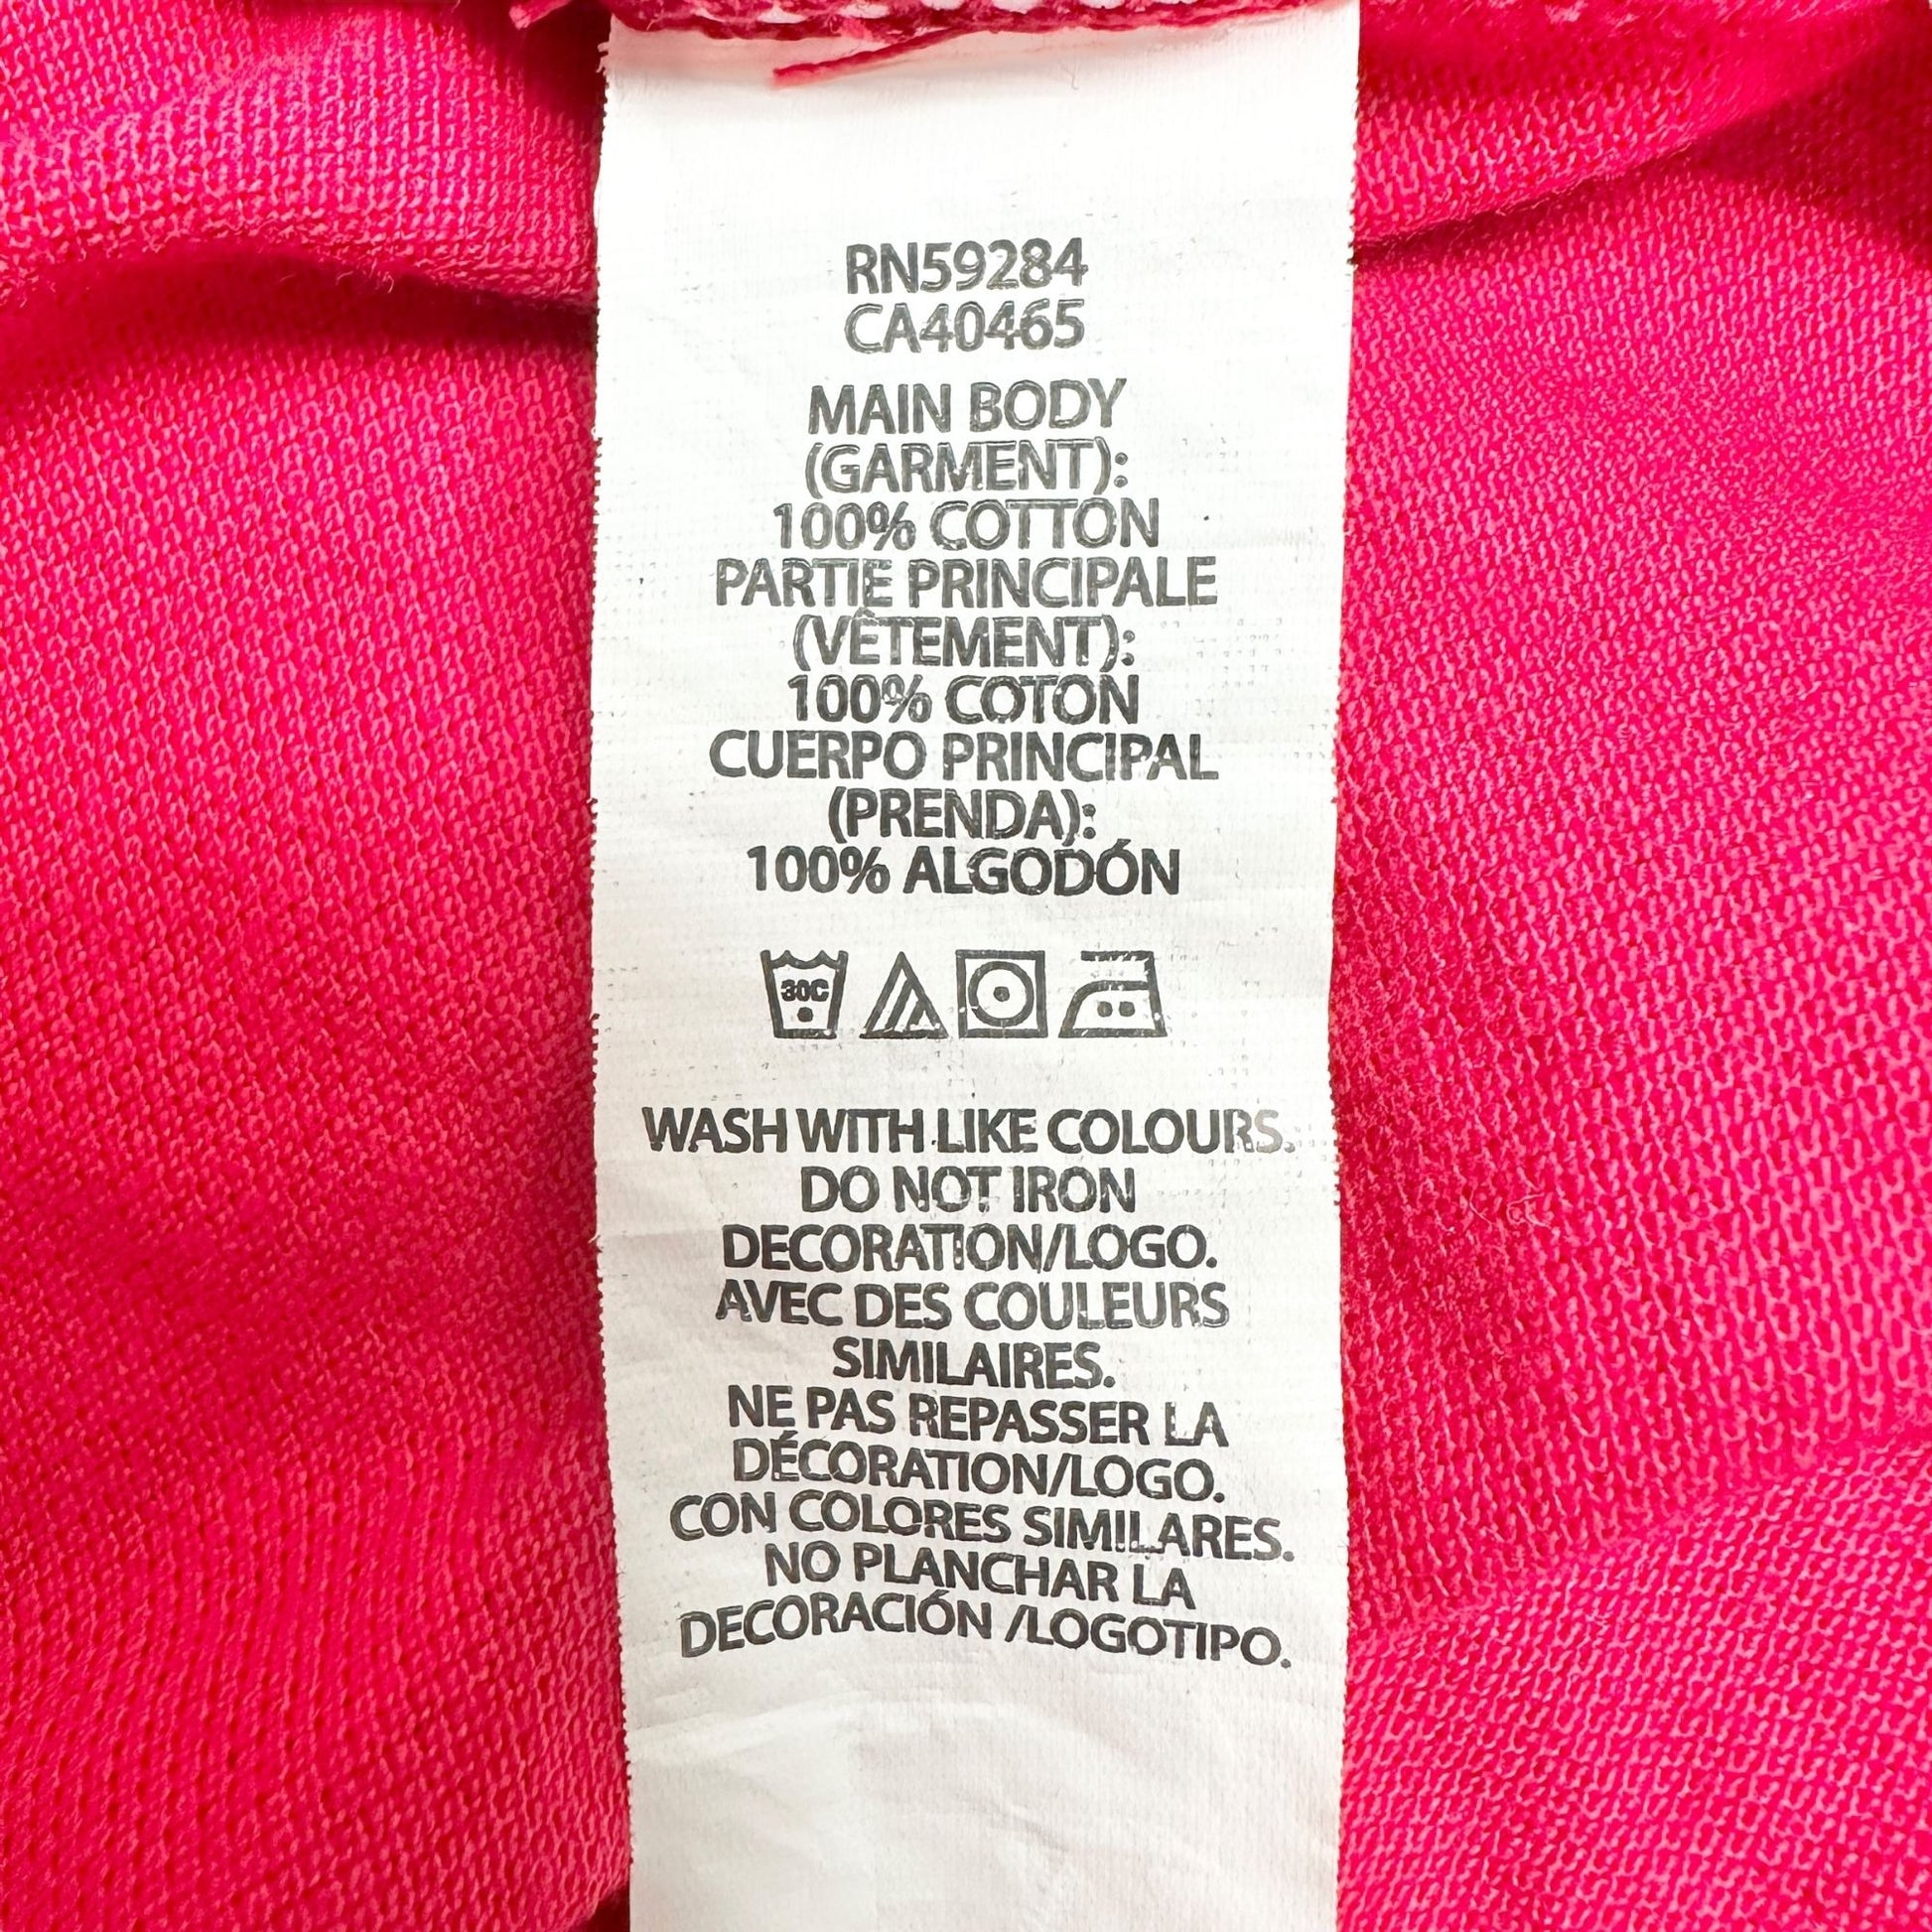 RN59284
CA40465
MAIN BODY
(GARMENT):
100% COTTON
PARTIE PRINCIPALE
(VÊTEMENT):
100% COTON
CUERPO PRINCIPAL
(PRENDA):
100% ALGODÓN
30C
WASH WITH LIKE COLOURS.
DO NOT IRON
DECORATION/LOGO.
AVEC DES COULEURS
SIMILAIRES.
NE PAS REPASSER LA
DÉCORATION/LOGO.
CON COLORES SIMILARES.
NO PLANCHAR LA
DECORACIÓN /LOGOTIPO.